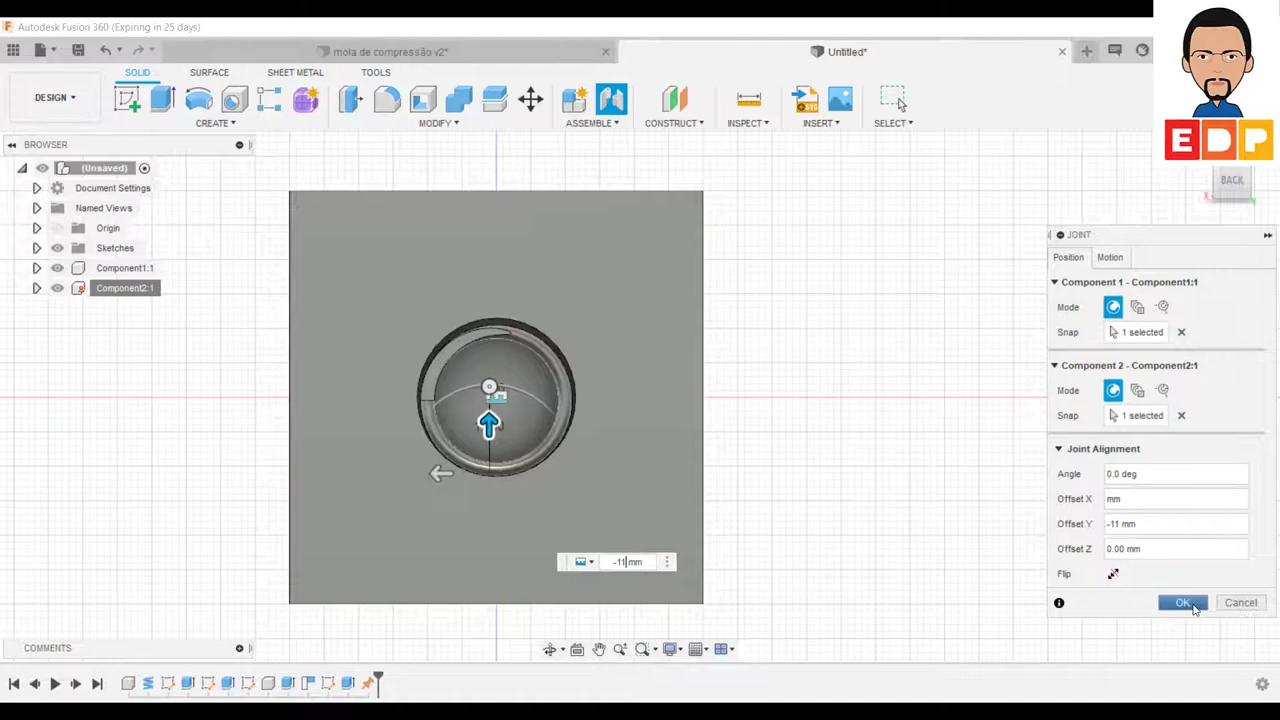 Autodesk Fusion 360 (Expiring in 25 days)
mola de compressão v2*
Untitled*
SOLID
SURFACE
SHEET METAL
TOOLS
DESIGN
CREATE
MODIFY
ASSEMBLE
CONSTRUCT
INSPECT
INSERT
SELECT
EDP
BROWSER
(Unsaved)
Document Settings
Named Views
Origin
Sketches
Component1:1
Component2:1
BACK
X
Y
JOINT
Position
Motion
Component 1 - Component1:1
Mode
Snap
1 selected
Component 2 - Component2:1
Mode
Snap
1 selected
Joint Alignment
Angle
0.0 deg
Offset X
mm
Offset Y
-11 mm
Offset Z
0.00 mm
Flip
OK
Cancel
-11 mm
COMMENTS